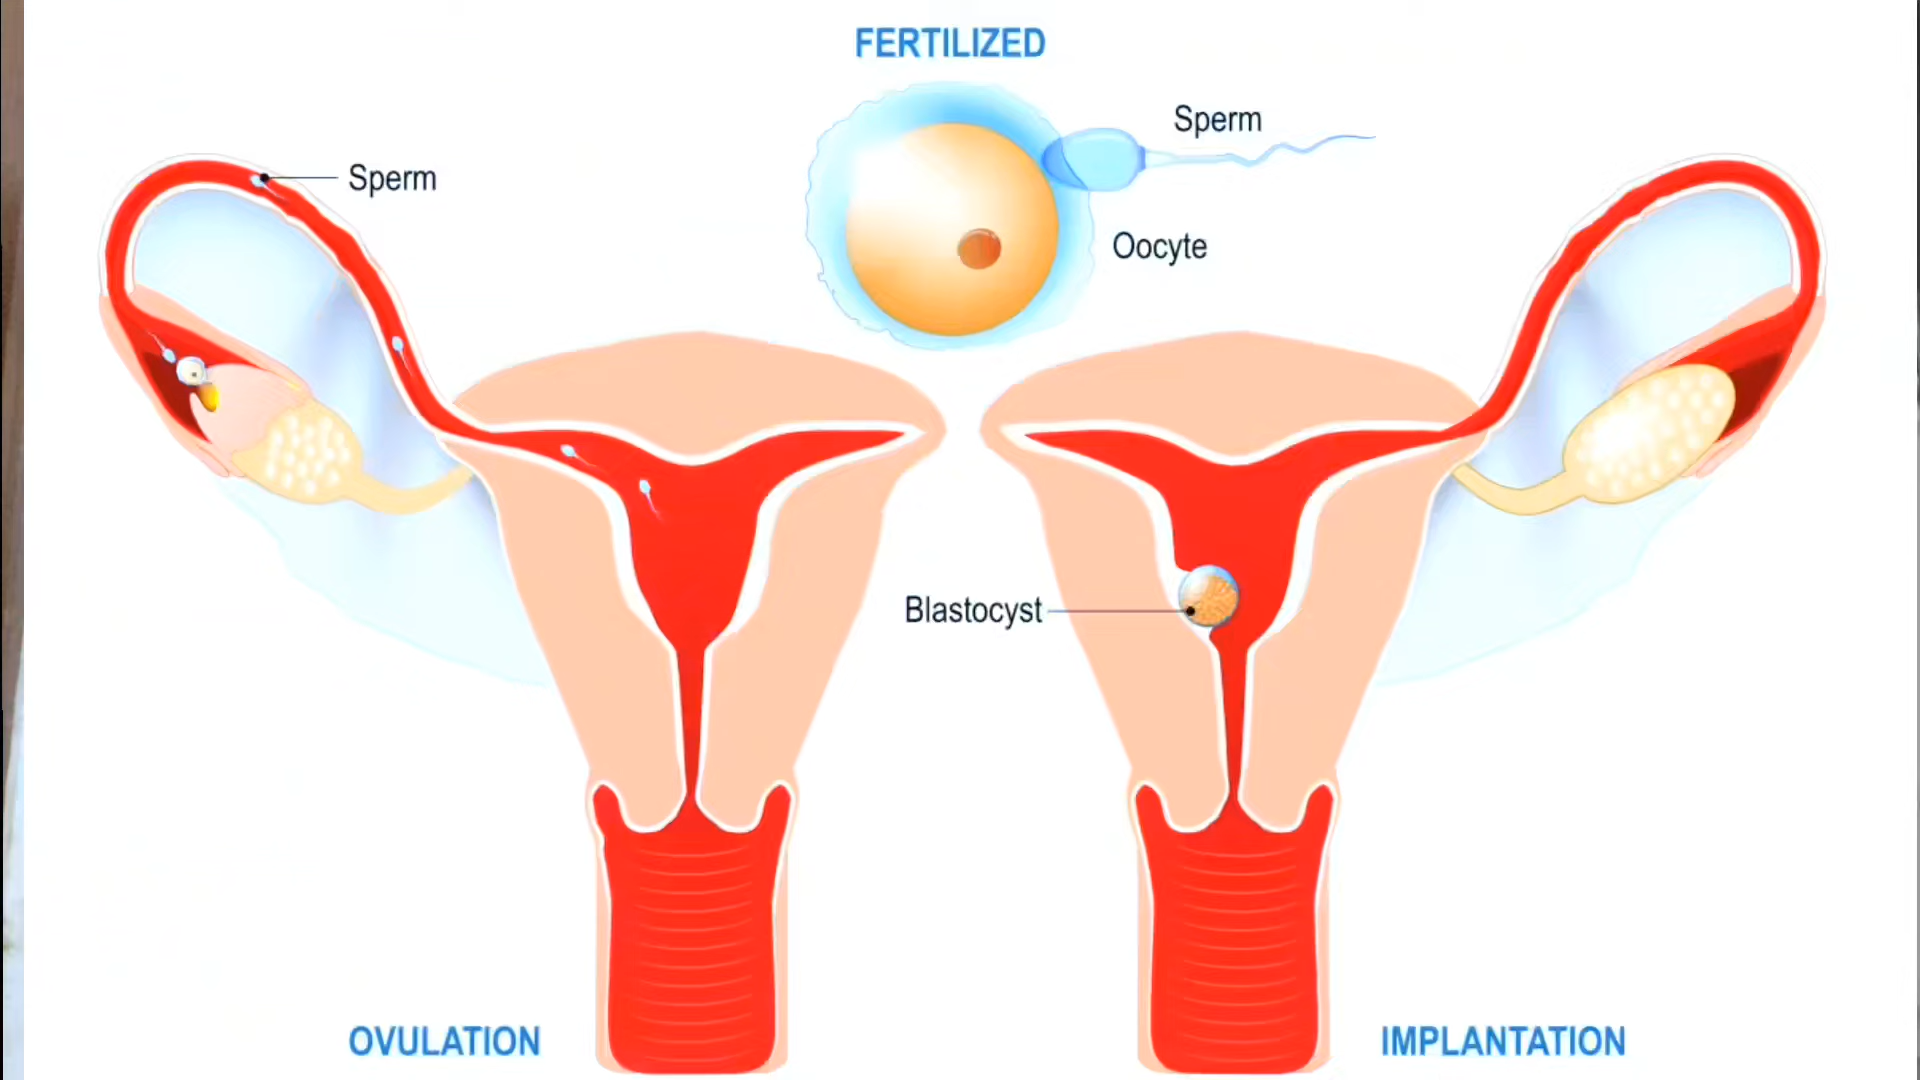 FERTILIZED
Sperm
Sperm
Oocyte
Blastocyst
OVULATION
IMPLANTATION